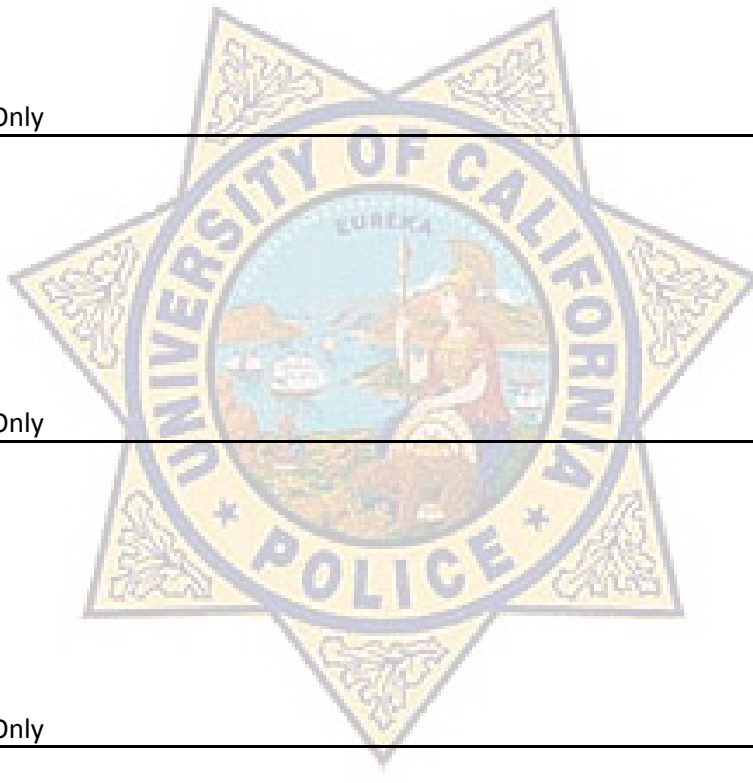 Only
UNIVERSITY OF CALIFORNIA
EUREKA
Only
POLICE
Only